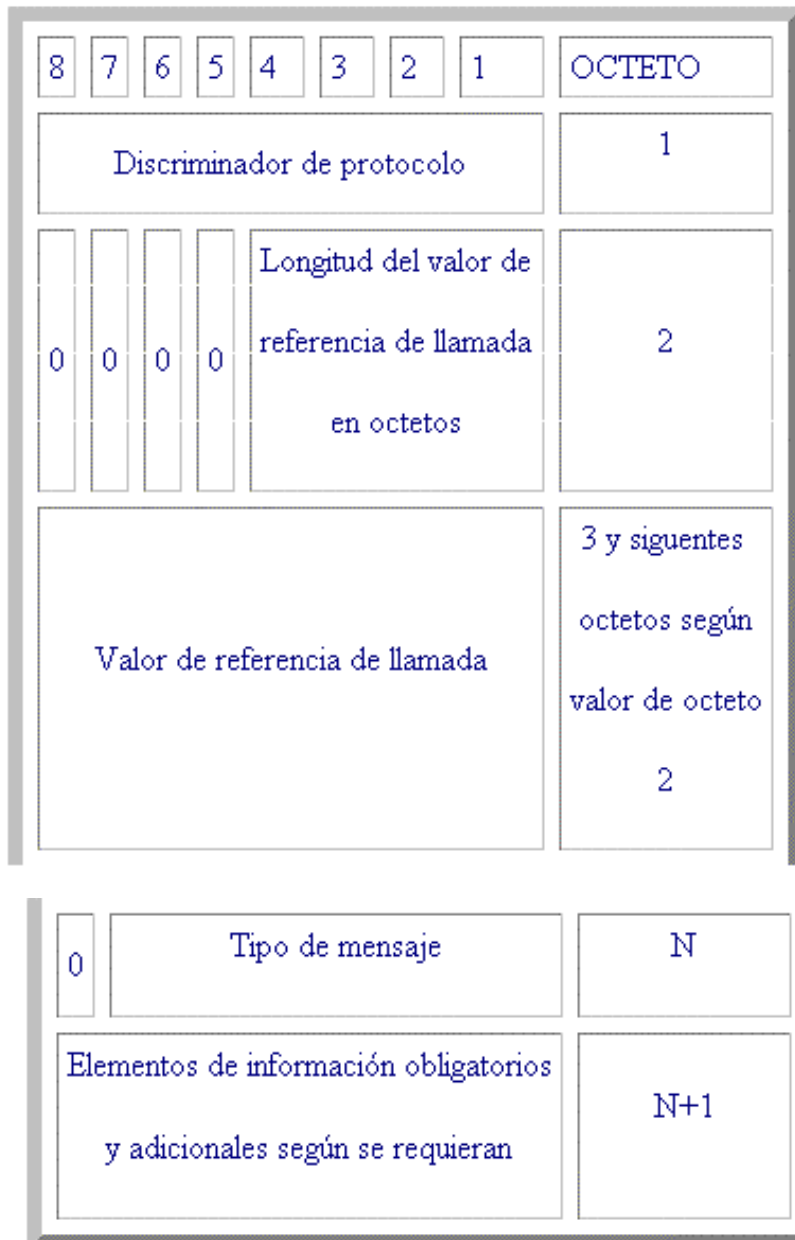 8 7 6 5 4 3 2 1 OCTETO
Discriminador de protocolo
1
0 0 0 0
Longitud del valor de
referencia de llamada
en octetos
2
Valor de referencia de llamada
3 y siguentes
octetos según
valor de octeto
2
0
Tipo de mensaje
N
Elementos de información obligatorios
y adicionales según se requieran
N+1